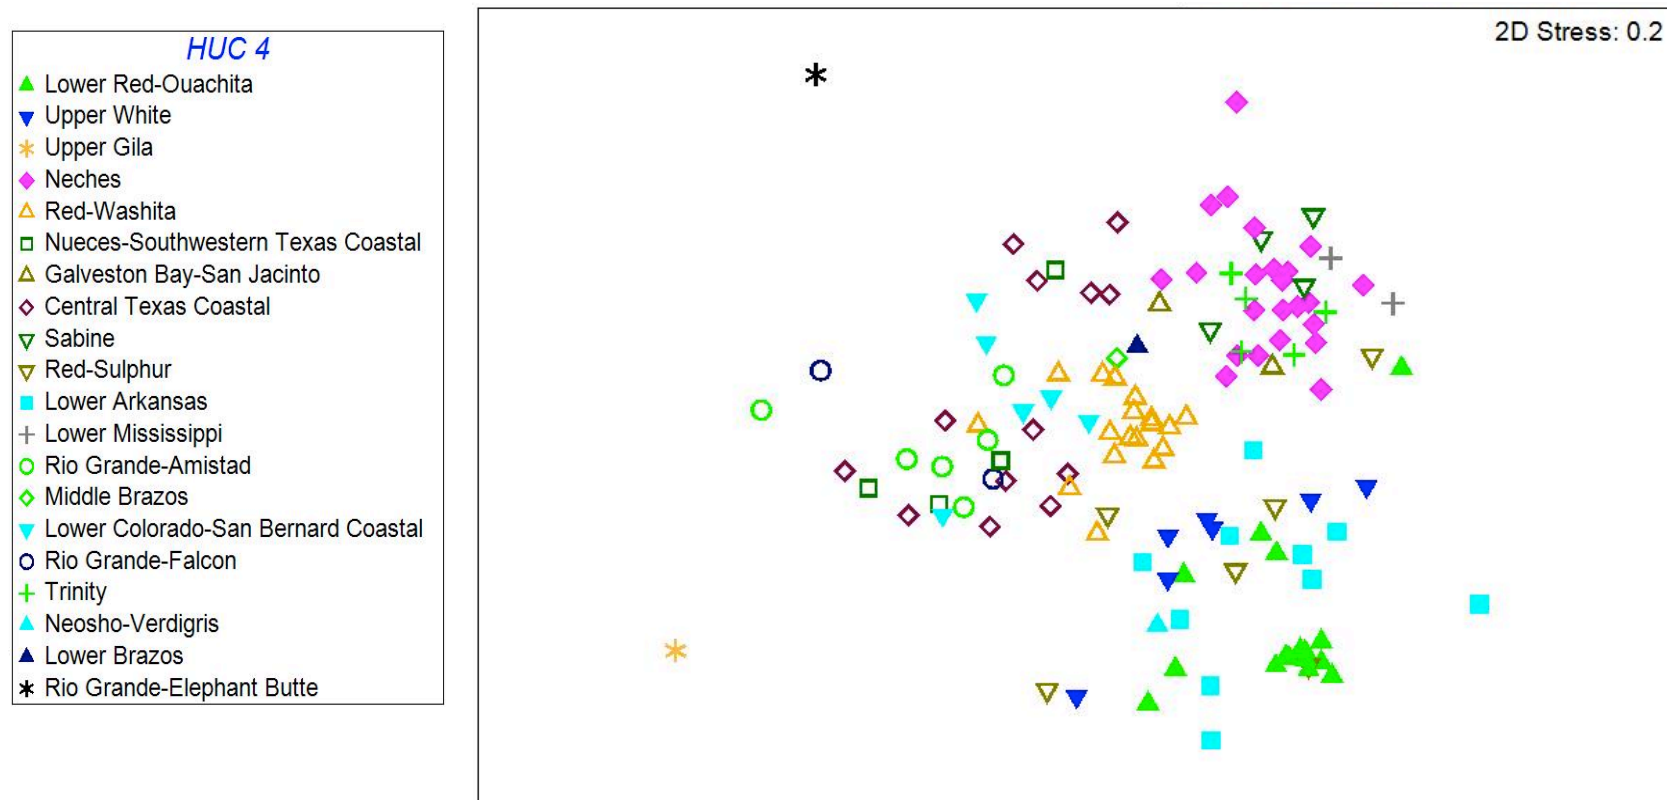 2D Stress: 0.2
HUC 4
Lower Red-Ouachita
Upper White
Upper Gila
Neches
Red-Washita
Nueces-Southwestern Texas Coastal
Galveston Bay-San Jacinto
Central Texas Coastal
Sabine
Red-Sulphur
Lower Arkansas
Lower Mississippi
Rio Grande-Amistad
Middle Brazos
Lower Colorado-San Bernard Coastal
Rio Grande-Falcon
Trinity
Neosho-Verdigris
Lower Brazos
Rio Grande-Elephant Butte